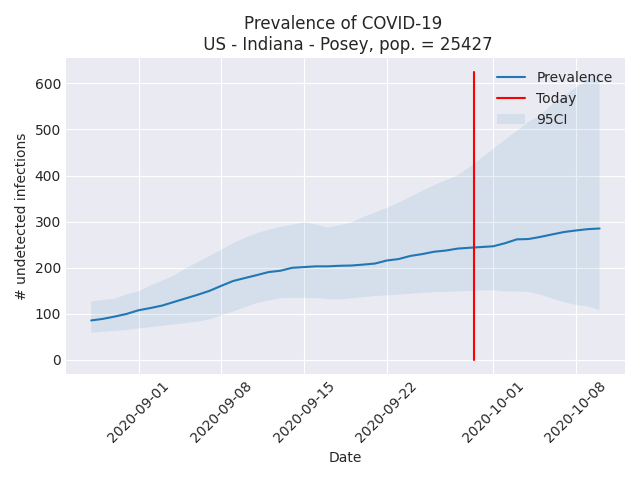 Prevalence of COVID-19
US - Indiana - Posey, pop. = 25427
Prevalence
Today
95CI
# undetected infections
600
500
400
300
200
100
0
2020-09-01
2020-09-08
2020-09-15
2020-09-22
2020-10-01
2020-10-08
Date